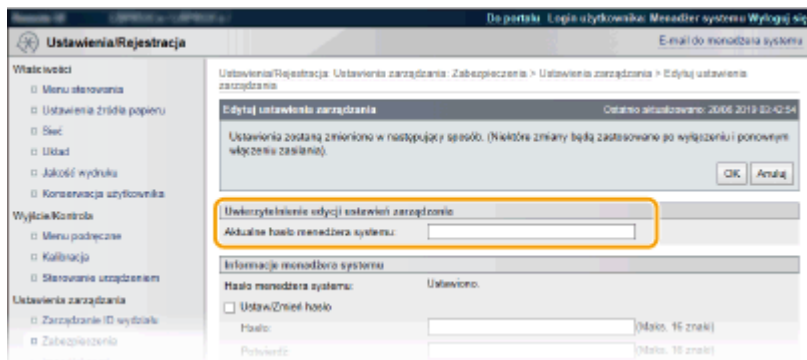 Do portalu Login użytkownika: Menedżer systemu Wyloguj się
Ustawienia/Rejestracja
E-mail do menedżera systemu
Właściwości
Menu sterowania
Ustawienia źródła papieru
Sieć
Układ
Jakość wydruku
Konserwacja użytkownika
Wyjście/Kontrola
Menu podręczne
Kalibracja
Sterowanie urządzeniem
Ustawienia zarządzania
Zarządzanie ID wydziału
Zabezpieczenia
Ustawienia/Rejestracja: Ustawienia zarządzania: Zabezpieczenia > Ustawienia zarządzania > Edytuj ustawienia
zarządzania
Edytuj ustawienia zarządzania
Ostatnio aktualizowano: 20/06 2019 03:42:54
Ustawienia zostaną zmienione w następujący sposób. (Niektóre zmiany będą zastosowane po wyłączeniu i ponownym
włączeniu zasilania).
OK Anuluj
Uwierzytelnienie edycji ustawień zarządzania
Aktualne hasło menedżera systemu:
Informacje menedżera systemu
Hasło menedżera systemu: Ustawiono.
Ustaw/Zmień hasło
Hasło: (Maks. 16 znaki)
Potwierdź: (Maks. 16 znaki)